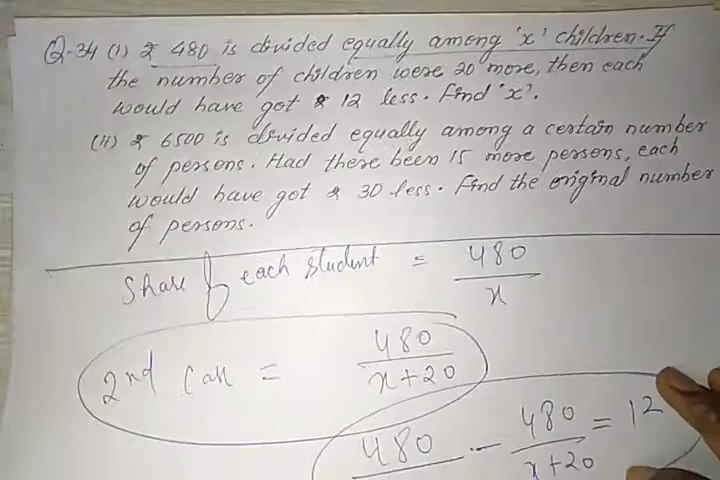 Q.34 (i) ₹ 480 is divided equally among 'x' children. If
the number of children were 20 more, then each
would have got ₹ 12 less. Find 'x'.
(ii) ₹ 6500 is divided equally among a certain number
of persons. Had there been 15 more persons, each
would have got ₹ 30 less. Find the original number
of persons.
Share of each student = 480/x
2nd Case = 480/x+20
480 - 480/x+20 = 12